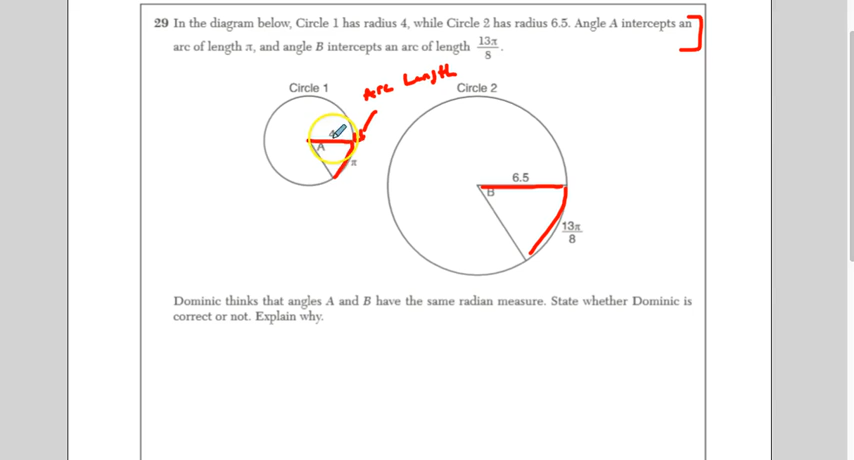 29 In the diagram below, Circle 1 has radius 4, while Circle 2 has radius 6.5. Angle A intercepts an
arc of length π, and angle B intercepts an arc of length 13π/8.
Arc Length
Circle 1
Circle 2
A
π
6.5
B
13π/8
Dominic thinks that angles A and B have the same radian measure. State whether Dominic is
correct or not. Explain why.